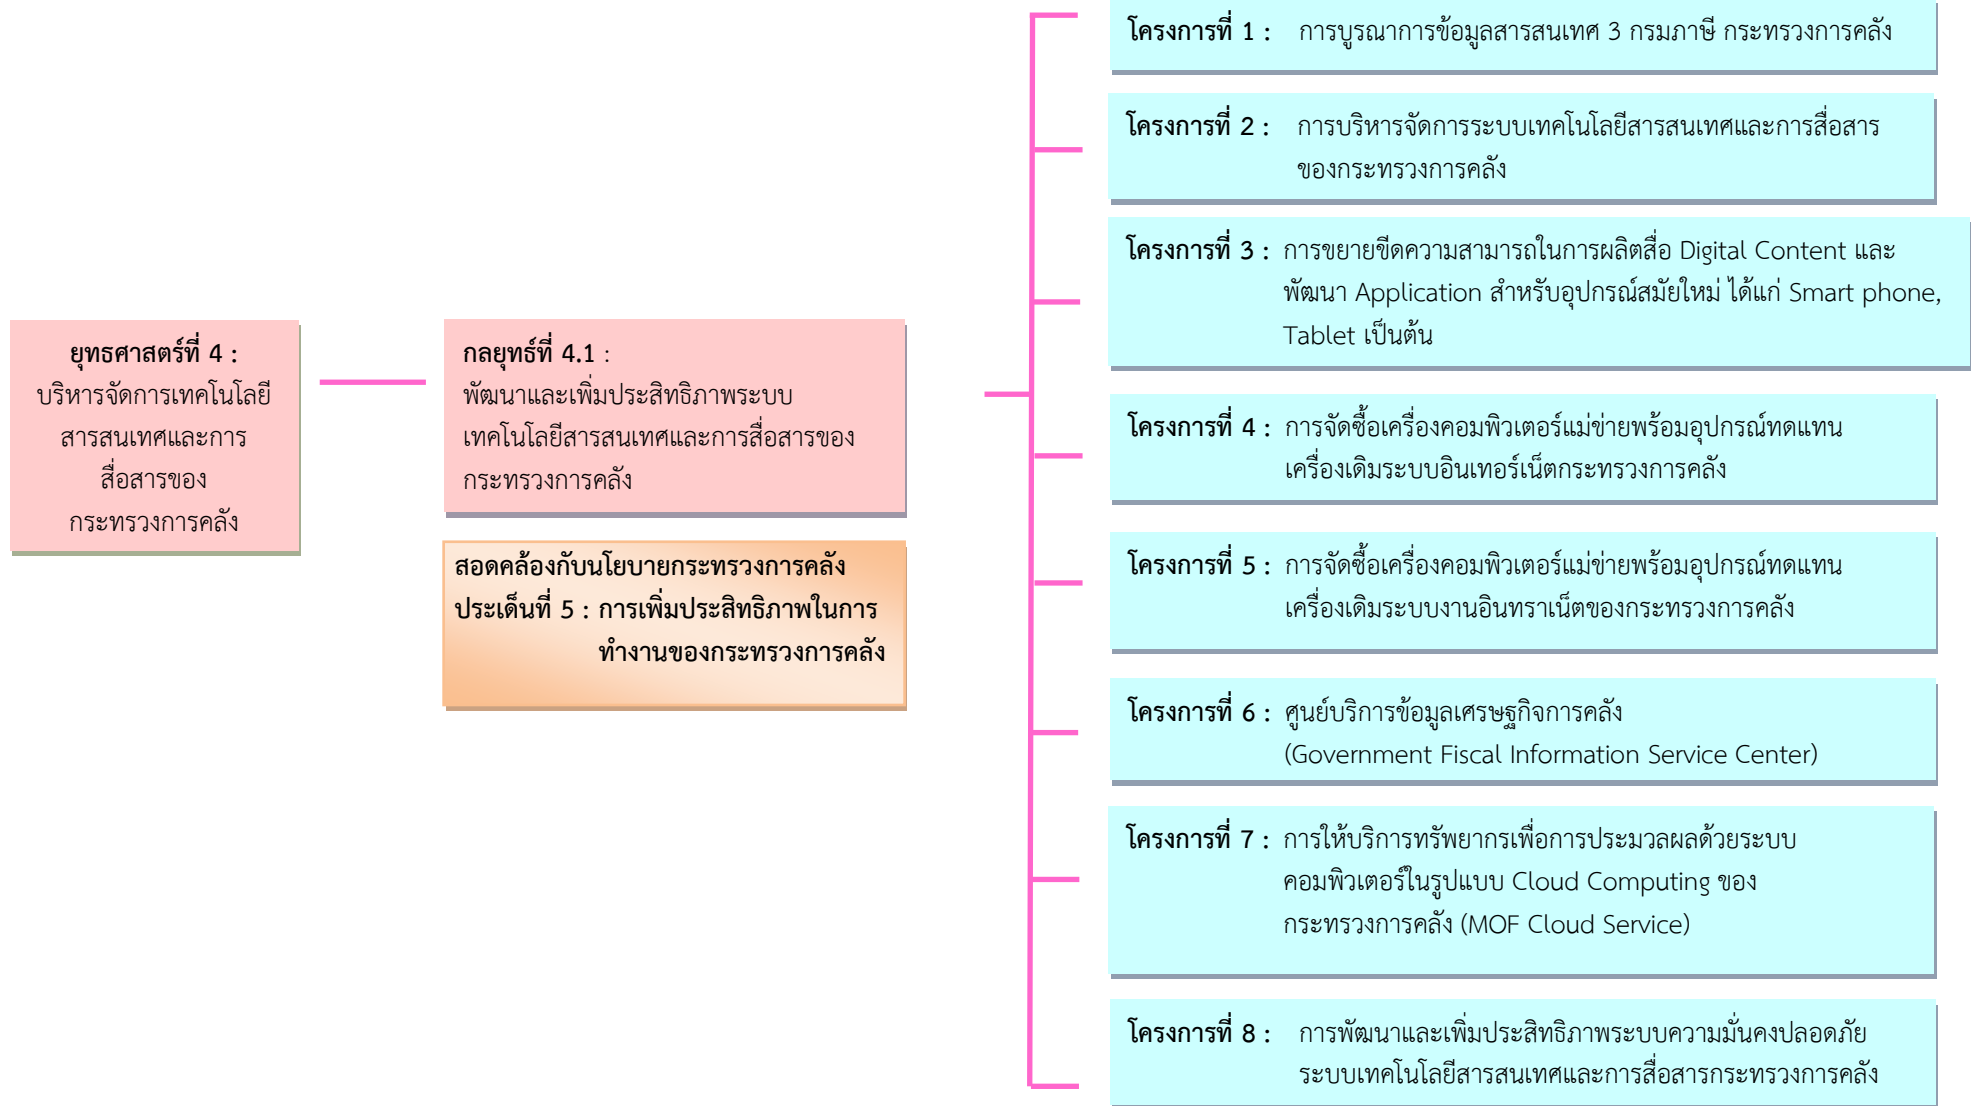 ยุทธศาสตร์ที่ 4 :
บริหารจัดการเทคโนโลยี
สารสนเทศและการ
สื่อสารของ
กระทรวงการคลัง
กลยุทธ์ที่ 4.1 :
พัฒนาและเพิ่มประสิทธิภาพระบบ
เทคโนโลยีสารสนเทศและการสื่อสารของ
กระทรวงการคลัง
สอดคล้องกับนโยบายกระทรวงการคลัง
ประเด็นที่ 5 : การเพิ่มประสิทธิภาพในการ
ทำงานของกระทรวงการคลัง
โครงการที่ 1 : การบูรณาการข้อมูลสารสนเทศ 3 กรมภาษี กระทรวงการคลัง
โครงการที่ 2 : การบริหารจัดการระบบเทคโนโลยีสารสนเทศและการสื่อสาร
ของกระทรวงการคลัง
โครงการที่ 3 : การขยายขีดความสามารถในการผลิตสื่อ Digital Content และ
พัฒนา Application สำหรับอุปกรณ์สมัยใหม่ ได้แก่ Smart phone,
Tablet เป็นต้น
โครงการที่ 4 : การจัดซื้อเครื่องคอมพิวเตอร์แม่ข่ายพร้อมอุปกรณ์ทดแทน
เครื่องเดิมระบบอินเทอร์เน็ตกระทรวงการคลัง
โครงการที่ 5 : การจัดซื้อเครื่องคอมพิวเตอร์แม่ข่ายพร้อมอุปกรณ์ทดแทน
เครื่องเดิมระบบงานอินทราเน็ตของกระทรวงการคลัง
โครงการที่ 6 : ศูนย์บริการข้อมูลเศรษฐกิจการคลัง
(Government Fiscal Information Service Center)
โครงการที่ 7 : การให้บริการทรัพยากรเพื่อการประมวลผลด้วยระบบ
คอมพิวเตอร์ในรูปแบบ Cloud Computing ของ
กระทรวงการคลัง (MOF Cloud Service)
โครงการที่ 8 : การพัฒนาและเพิ่มประสิทธิภาพระบบความมั่นคงปลอดภัย
ระบบเทคโนโลยีสารสนเทศและการสื่อสารกระทรวงการคลัง